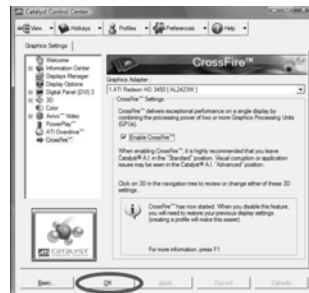 Catalyst Control Center
View Hotkeys Profiles Preferences Help
Graphics Settings
Welcome
Information Center
Displays Manager
Display Options
Digital Panel (DVI) 3
3D
Color
Avivo™ Video
PowerPlay™
ATI Overdrive™
CrossFire™
CATALYST
CrossFire™
Graphics Adapter
1.ATI Radeon HD 3450 [ AL2423W ]
CrossFire™ Settings
CrossFire™ delivers exceptional performance on a single display by
combining the processing power of two or more Graphics Processing Units
(GPUs).
Enable CrossFire™
When enabling CrossFire™, it is highly recommended that you leave
Catalyst® A.I. in the "Standard" position. Visual corruption or application
issues may be seen in the Catalyst® A.I. "Advanced" position.
Click on 3D in the navigation tree to review or change either of these 3D
settings.
CrossFire™ has now started. When you disable this feature,
you will need to restore your previous display settings
(creating a profile will make this easier).
For more information, press F1
Basic... OK Apply Discard Defaults